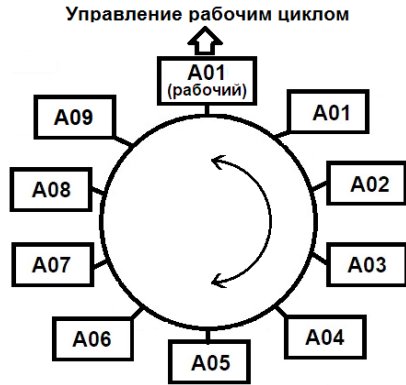 Управление рабочим циклом
A01
(рабочий)
A01
A02
A03
A04
A05
A06
A07
A08
A09